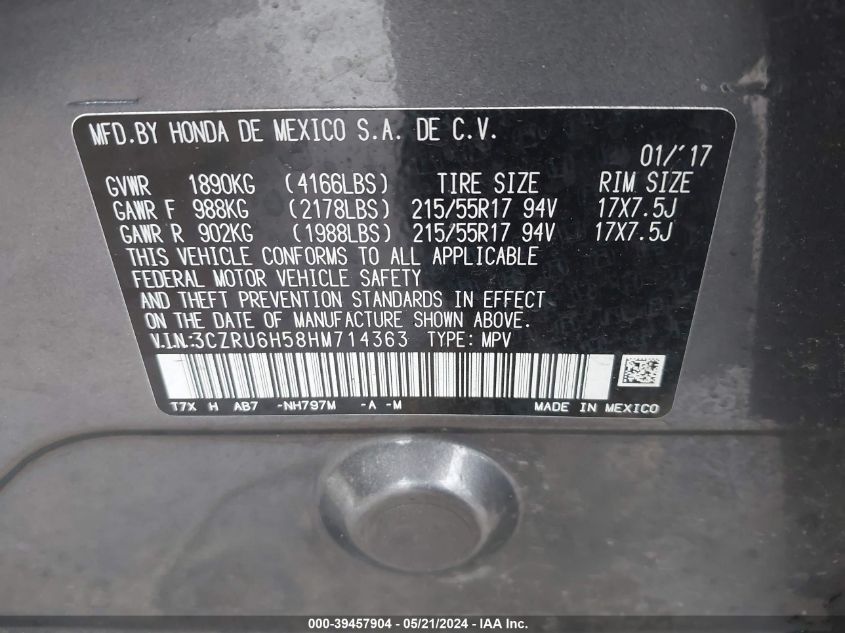 MFD.BY HONDA DE MEXICO S.A. DE C.V.
01/'17
GVWR 1890KG (4166LBS) TIRE SIZE RIM SIZE
GAWR F 988KG (2178LBS) 215/55R17 94V 17X7.5J
GAWR R 902KG (1988LBS) 215/55R17 94V 17X7.5J
THIS VEHICLE CONFORMS TO ALL APPLICABLE
FEDERAL MOTOR VEHICLE SAFETY
AND THEFT PREVENTION STANDARDS IN EFFECT
ON THE DATE OF MANUFACTURE SHOWN ABOVE.
V.I.N.:3CZRU6H58HM714363 TYPE: MPV
T7X H AB7 -NH797M -A -M MADE IN MEXICO
000-39457904 - 05/21/2024 - IAA Inc.